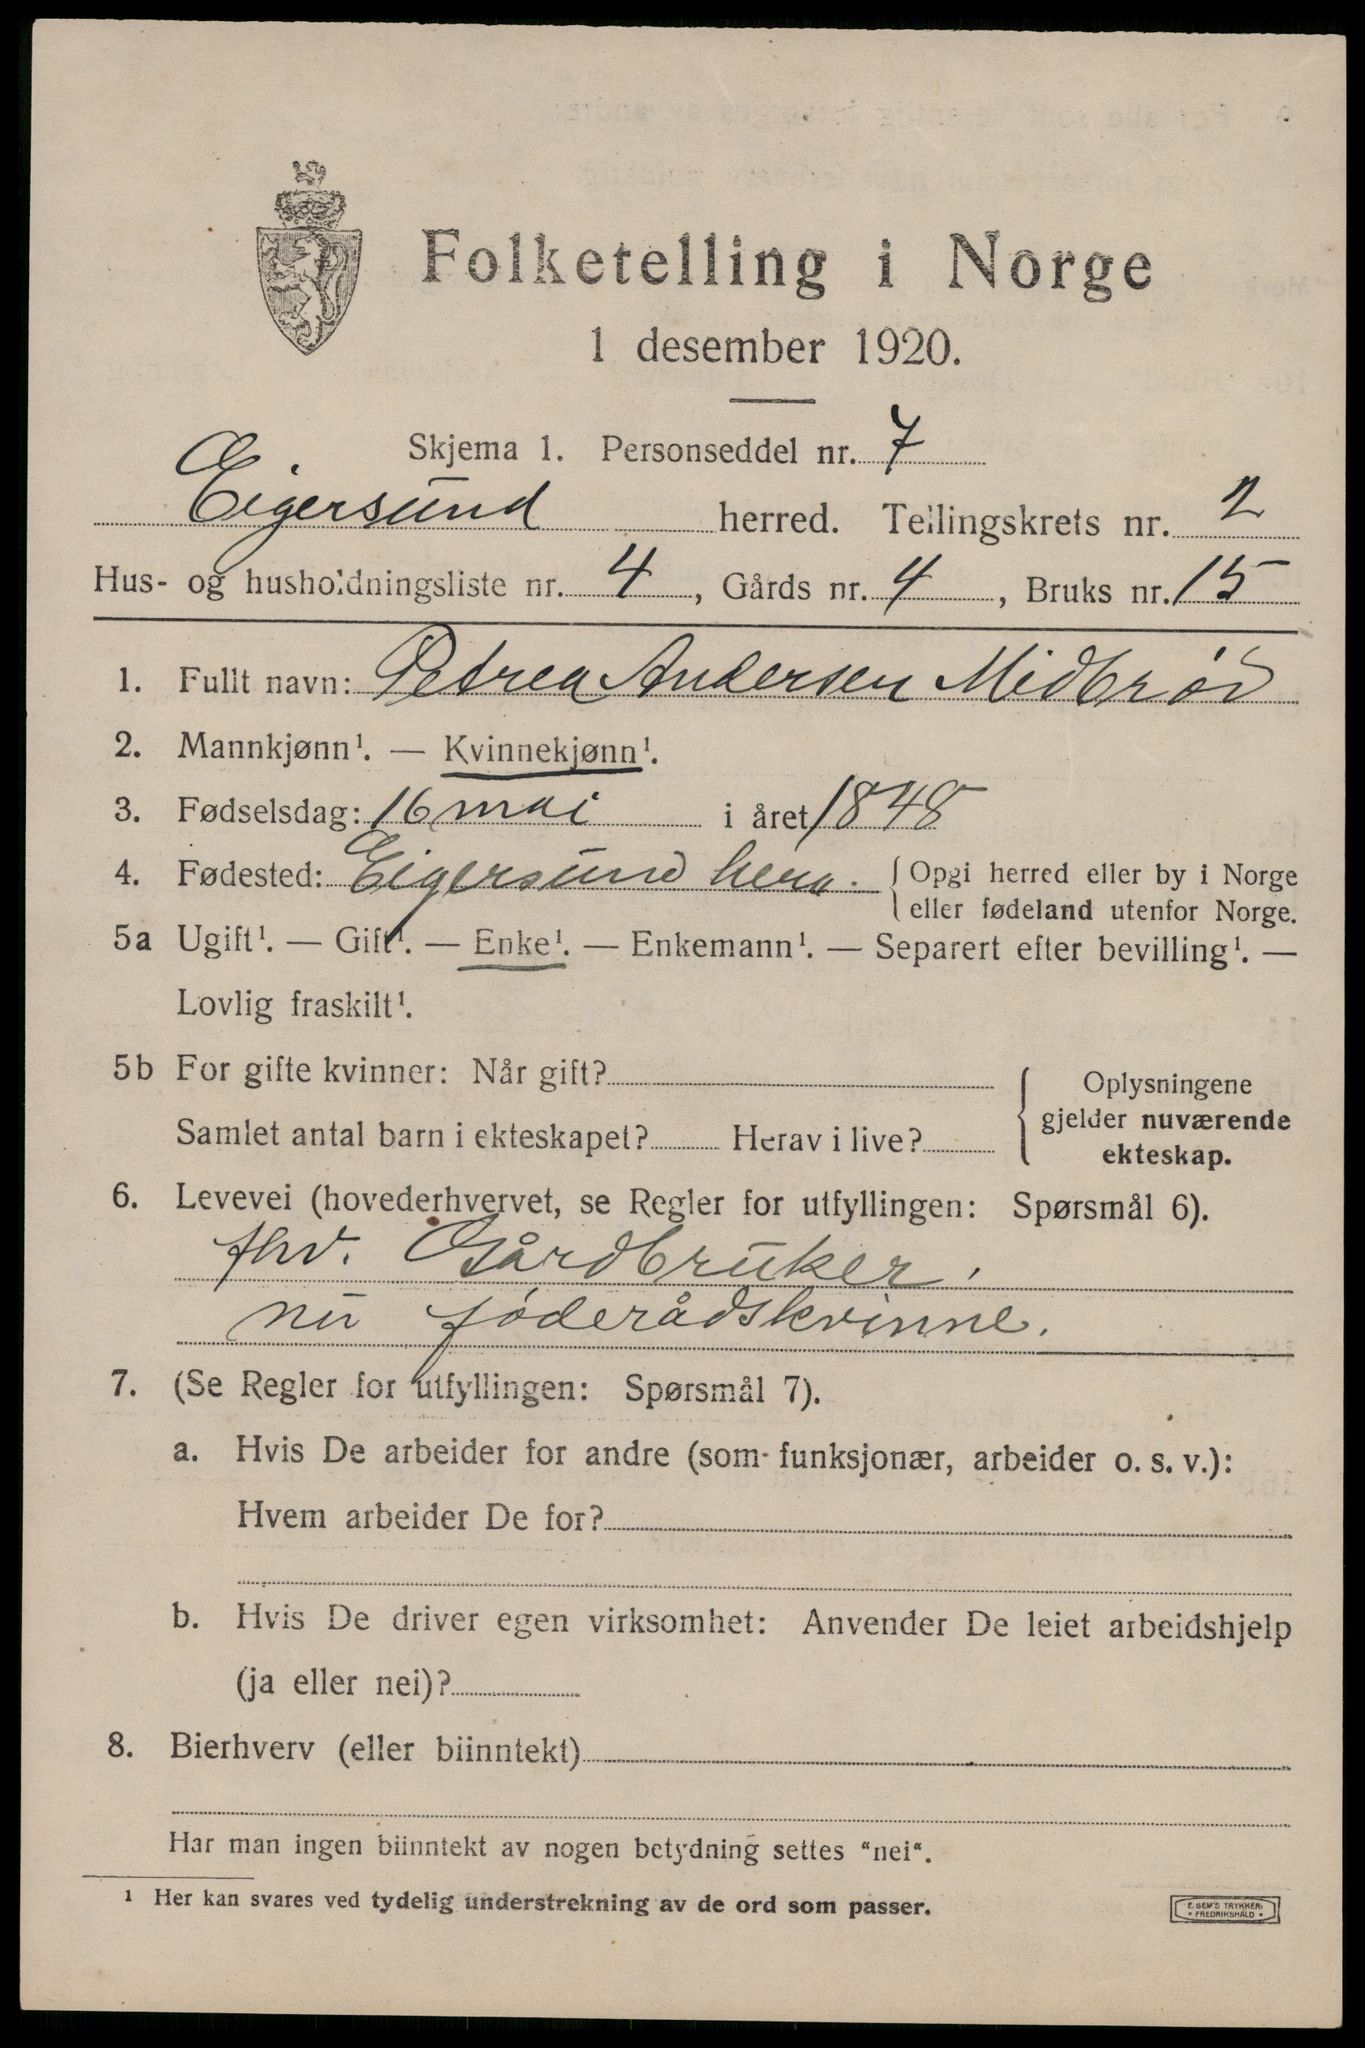 Folketelling i Norge
1 desember 1920.
Skjema 1. Personseddel nr. 7
Eigersund herred. Tellingskrets nr. 2
Hus- og husholdningsliste nr. 4, Gårds nr. 4, Bruks nr. 15
1. Fullt navn: Petrea Andersen Midbrød
2. Mannkjønn¹. — Kvinnekjønn¹.
3. Fødselsdag: 16 mai i året 1848
4. Fødested: Eigersund herr. { Opgi herred eller by i Norge
eller fødeland utenfor Norge.
5a Ugift¹. — Gift¹. — Enke¹. — Enkemann¹. — Separert efter bevilling¹. —
Lovlig fraskilt¹.
5b For gifte kvinner: Når gift? { Oplysningene
gjelder nuværende
Samlet antal barn i ekteskapet? Herav i live?
ekteskap.
6. Levevei (hovederhvervet, se Regler for utfyllingen: Spørsmål 6).
fhv. Gårdbruker,
nu føderådskvinne.
7. (Se Regler for utfyllingen: Spørsmål 7).
a. Hvis De arbeider for andre (som funksjonær, arbeider o. s. v.):
Hvem arbeider De for?
b. Hvis De driver egen virksomhet: Anvender De leiet arbeidshjelp
(ja eller nei)?
8. Bierhverv (eller biinntekt)
Har man ingen biinntekt av nogen betydning settes "nei".
¹ Her kan svares ved tydelig understrekning av de ord som passer.
E. SEM'S TRYKKERI
• FREDRIKSHALD •